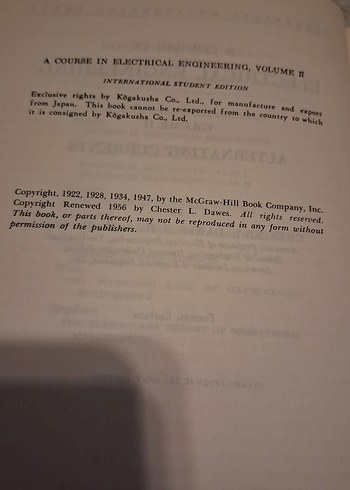 A COURSE IN ELECTRICAL ENGINEERING, VOLUME II
INTERNATIONAL STUDENT EDITION
Exclusive rights by Kōgakusha Co., Ltd., for manufacture and export
from Japan. This book cannot be re-exported from the country to which
it is consigned by Kōgakusha Co., Ltd.
Copyright, 1922, 1928, 1934, 1947, by the McGraw-Hill Book Company, Inc.
Copyright Renewed 1956 by Chester L. Dawes. All rights reserved.
This book, or parts thereof, may not be reproduced in any form without
permission of the publishers.